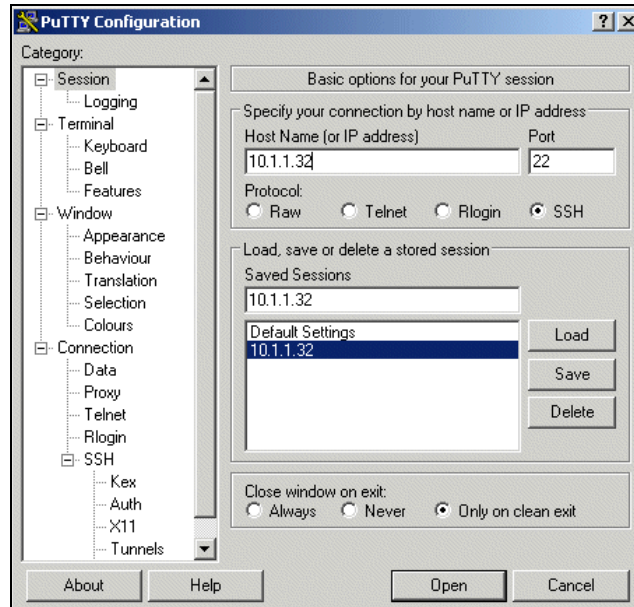 PuTTY Configuration
Category:
Session
Logging
Terminal
Keyboard
Bell
Features
Window
Appearance
Behaviour
Translation
Selection
Colours
Connection
Data
Proxy
Telnet
Rlogin
SSH
Kex
Auth
X11
Tunnels
Basic options for your PuTTY session
Specify your connection by host name or IP address
Host Name (or IP address) Port
10.1.1.32 22
Protocol:
Raw Telnet Rlogin SSH
Load, save or delete a stored session
Saved Sessions
10.1.1.32
Default Settings
10.1.1.32
Load
Save
Delete
Close window on exit:
Always Never Only on clean exit
About Help Open Cancel